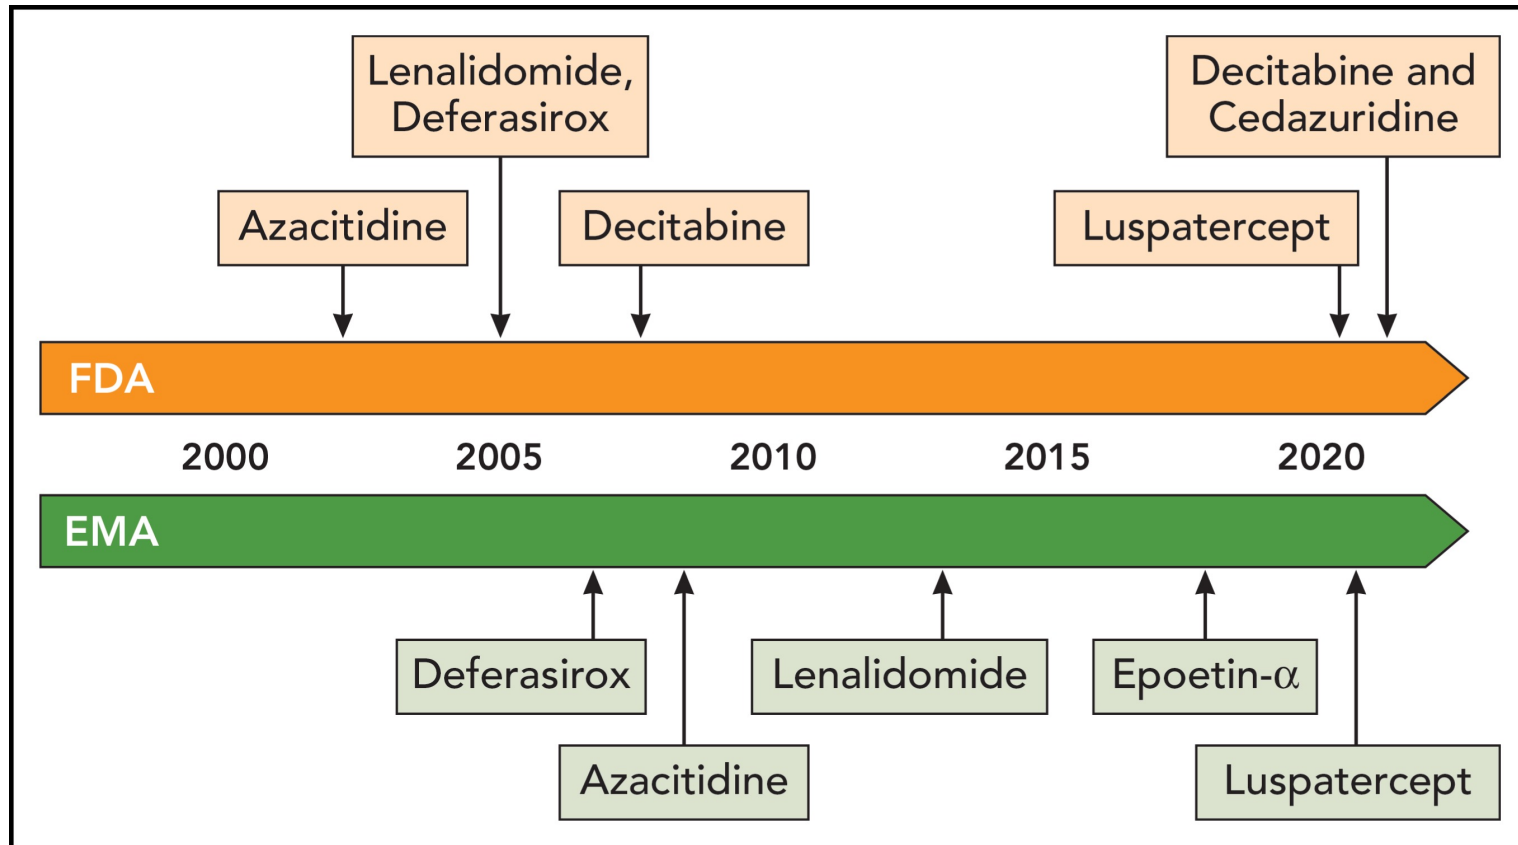 Lenalidomide,
Deferasirox
Decitabine and
Cedazuridine
Azacitidine
Decitabine
Luspatercept
FDA
2000
2005
2010
2015
2020
EMA
Deferasirox
Lenalidomide
Epoetin-α
Azacitidine
Luspatercept